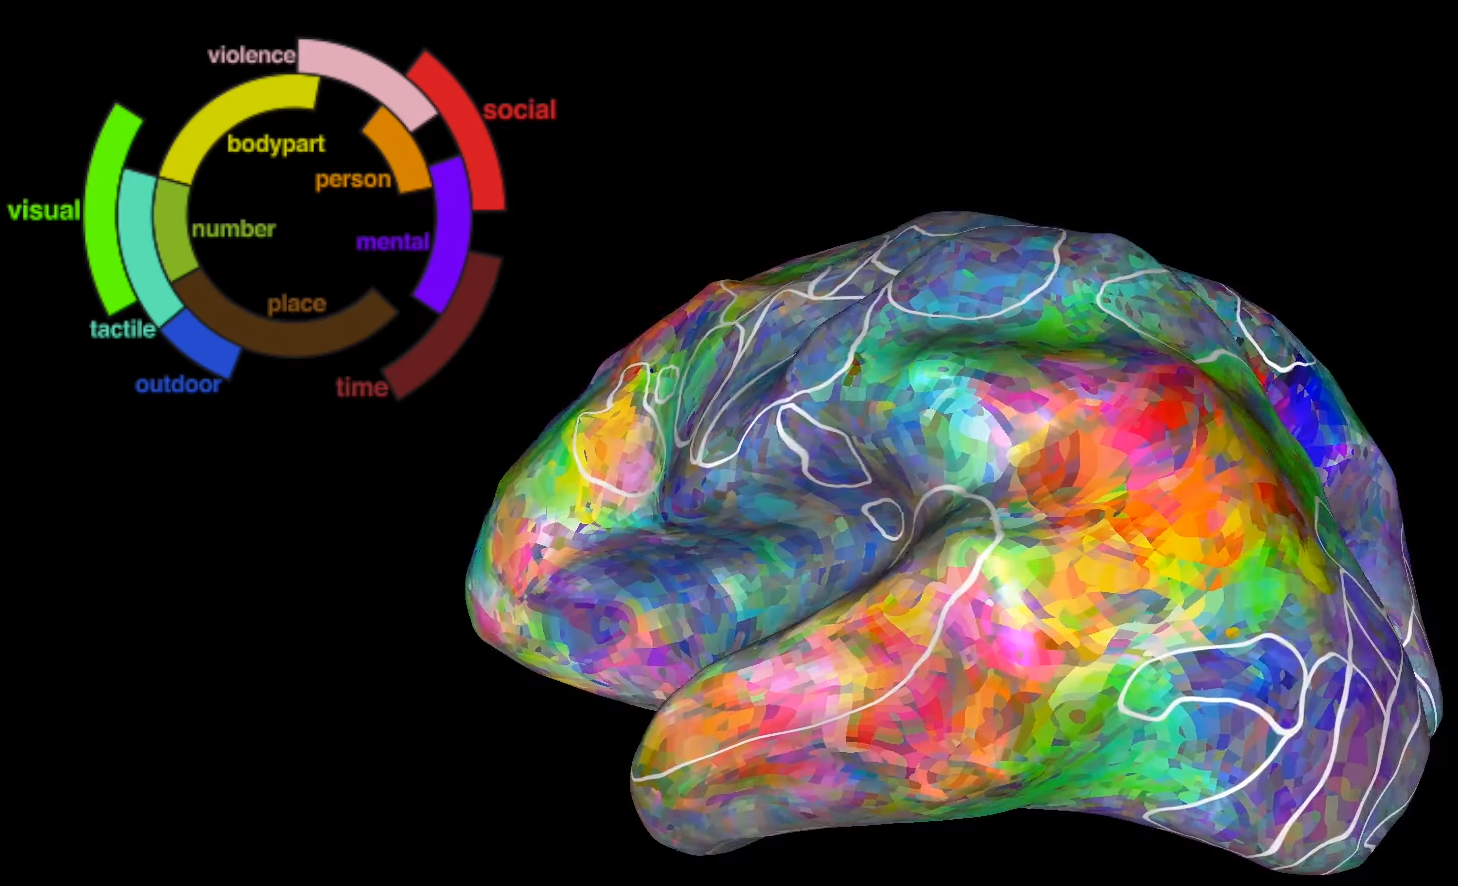 violence
social
bodypart
person
visual
number
mental
place
tactile
outdoor
time